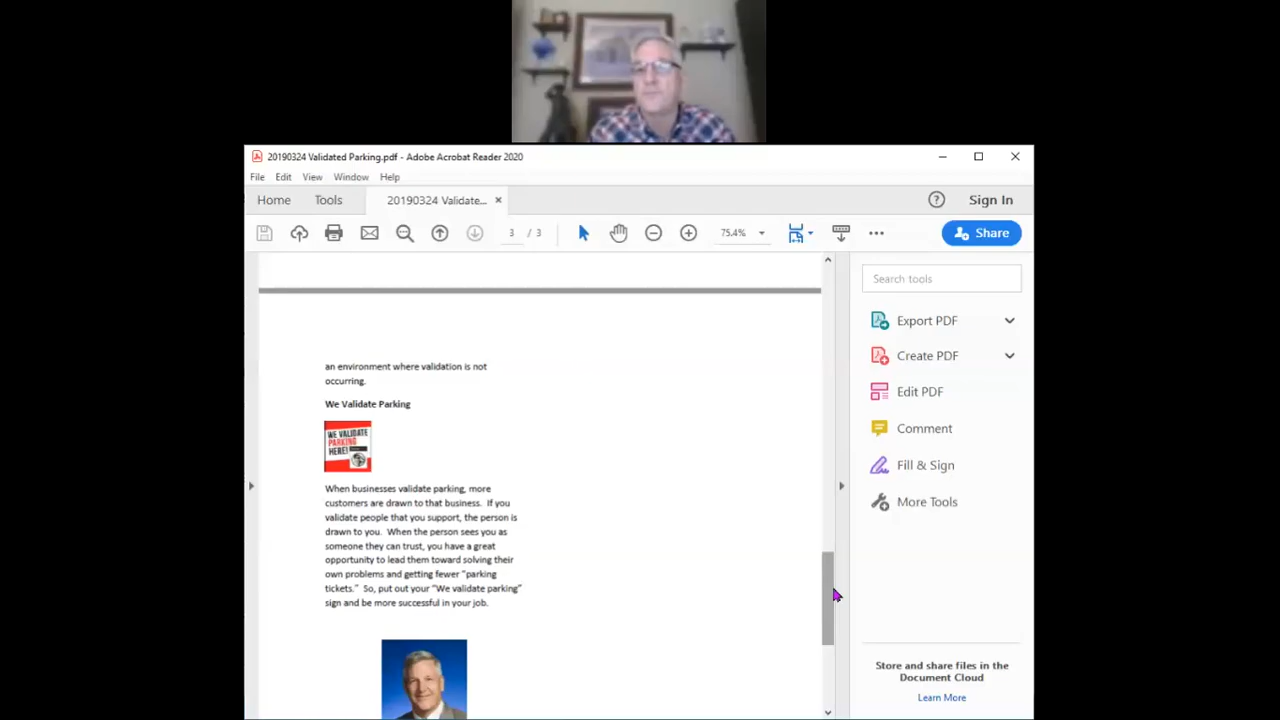 20190324 Validated Parking.pdf - Adobe Acrobat Reader 2020
File Edit View Window Help
Home Tools 20190324 Validate...
Sign In
3 / 3 75.4% Share
Search tools
Export PDF
Create PDF
Edit PDF
Comment
Fill & Sign
More Tools
an environment where validation is not
occurring.
We Validate Parking
WE VALIDATE
PARKING
HERE!
When businesses validate parking, more
customers are drawn to that business. If you
validate people that you support, the person is
drawn to you. When the person sees you as
someone they can trust, you have a great
opportunity to lead them toward solving their
own problems and getting fewer “parking
tickets.” So, put out your “We validate parking”
sign and be more successful in your job.
Store and share files in the
Document Cloud
Learn More